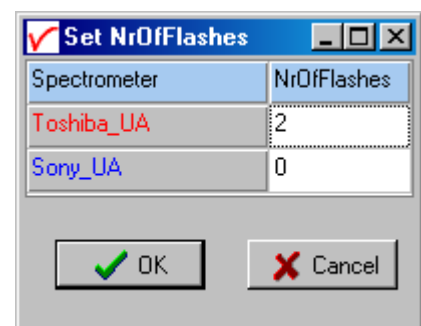 Set NrOfFlashes
Spectrometer NrOfFlashes
Toshiba_UA 2
Sony_UA 0
OK Cancel